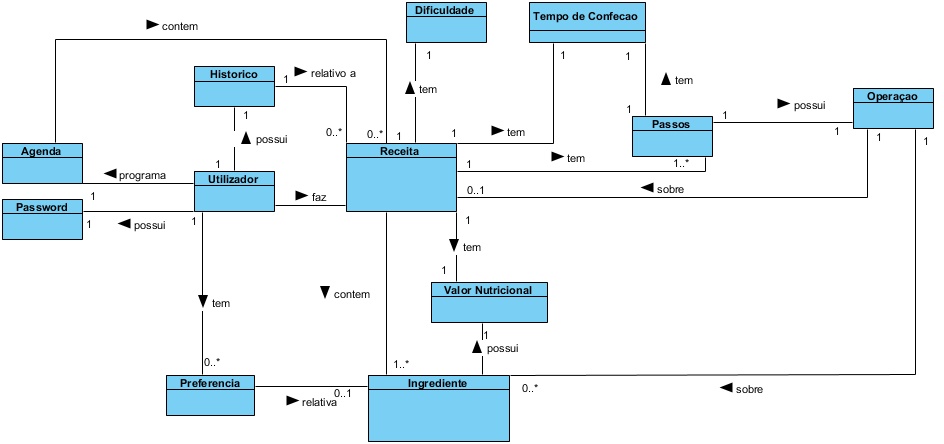 Dificuldade
Tempo de Confecao
contem
1
1
1
Historico
1
relativo a
tem
tem
Operaçao
possui
1
possui
0..*
0..*
1
1
tem
1
Passos
1
1
1
1
Agenda
Receita
tem
1..*
programa
1
Utilizador
1
0..1
sobre
Password
1
faz
1
possui
1
1
tem
1
Valor Nutricional
contem
tem
1
possui
0..*
1..*
Preferencia
0..1
Ingrediente
0..*
sobre
relativa